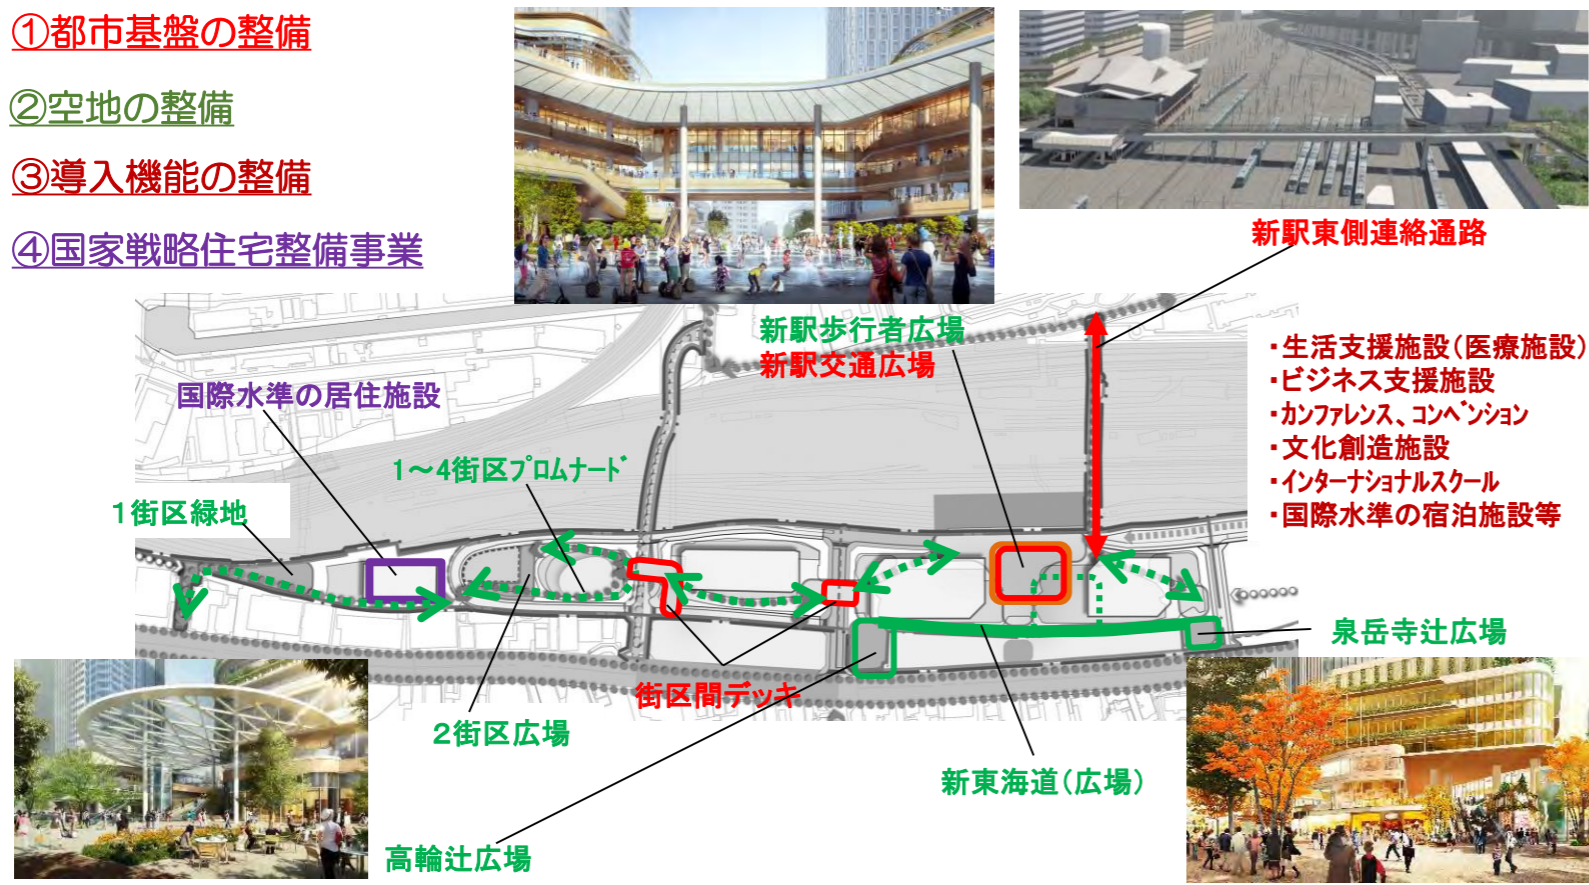 ①都市基盤の整備
②空地の整備
③導入機能の整備
④国家戦略住宅整備事業
新駅東側連絡通路
新駅歩行者広場
新駅交通広場
・生活支援施設(医療施設)
・ビジネス支援施設
・ｶﾝﾌｧﾚﾝｽ、ｺﾝﾍﾞﾝｼｮﾝ
・文化創造施設
・ｲﾝﾀｰﾅｼｮﾅﾙｽｸｰﾙ
・国際水準の宿泊施設等
国際水準の居住施設
1～4街区ﾌﾟﾛﾑﾅｰﾄﾞ
1街区緑地
泉岳寺辻広場
街区間デッキ
2街区広場
新東海道(広場)
高輪辻広場